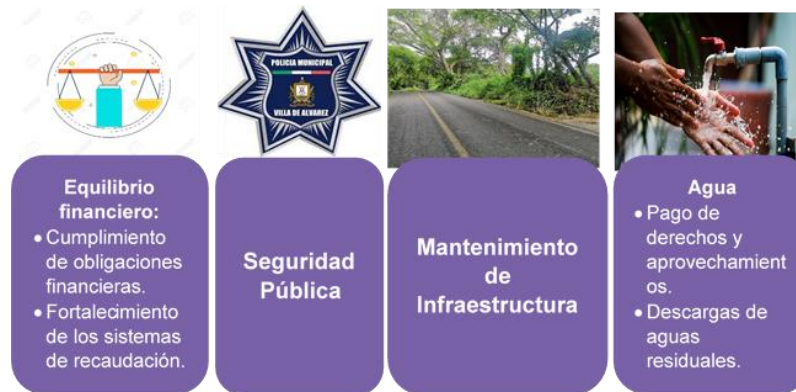 POLICIA MUNICIPAL
VILLA DE ALVAREZ
Equilibrio
financiero:
• Cumplimiento
de obligaciones
financieras.
• Fortalecimiento
de los sistemas
de recaudación.
Seguridad
Pública
Mantenimiento
de
Infraestructura
Agua
• Pago de
derechos y
aprovechamient
os.
• Descargas de
aguas
residuales.